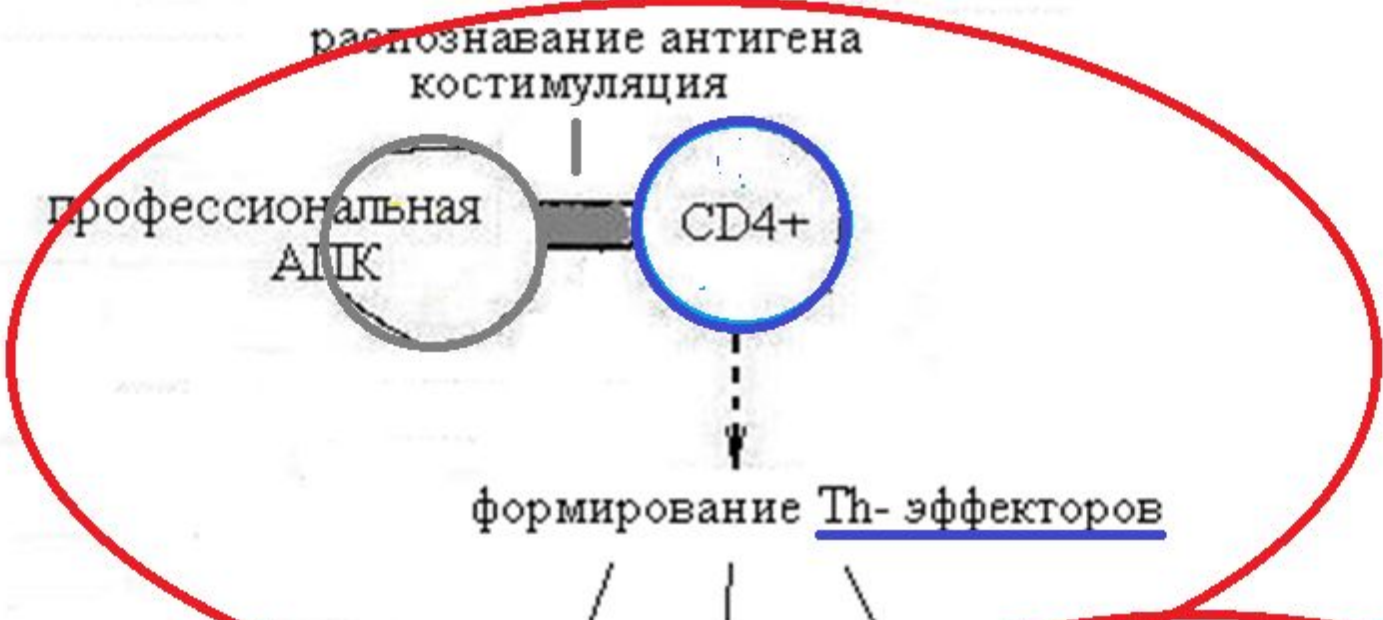 распознавание антигена
костимуляция
профессиональная
АПК
CD4+
формирование Th- эффекторов